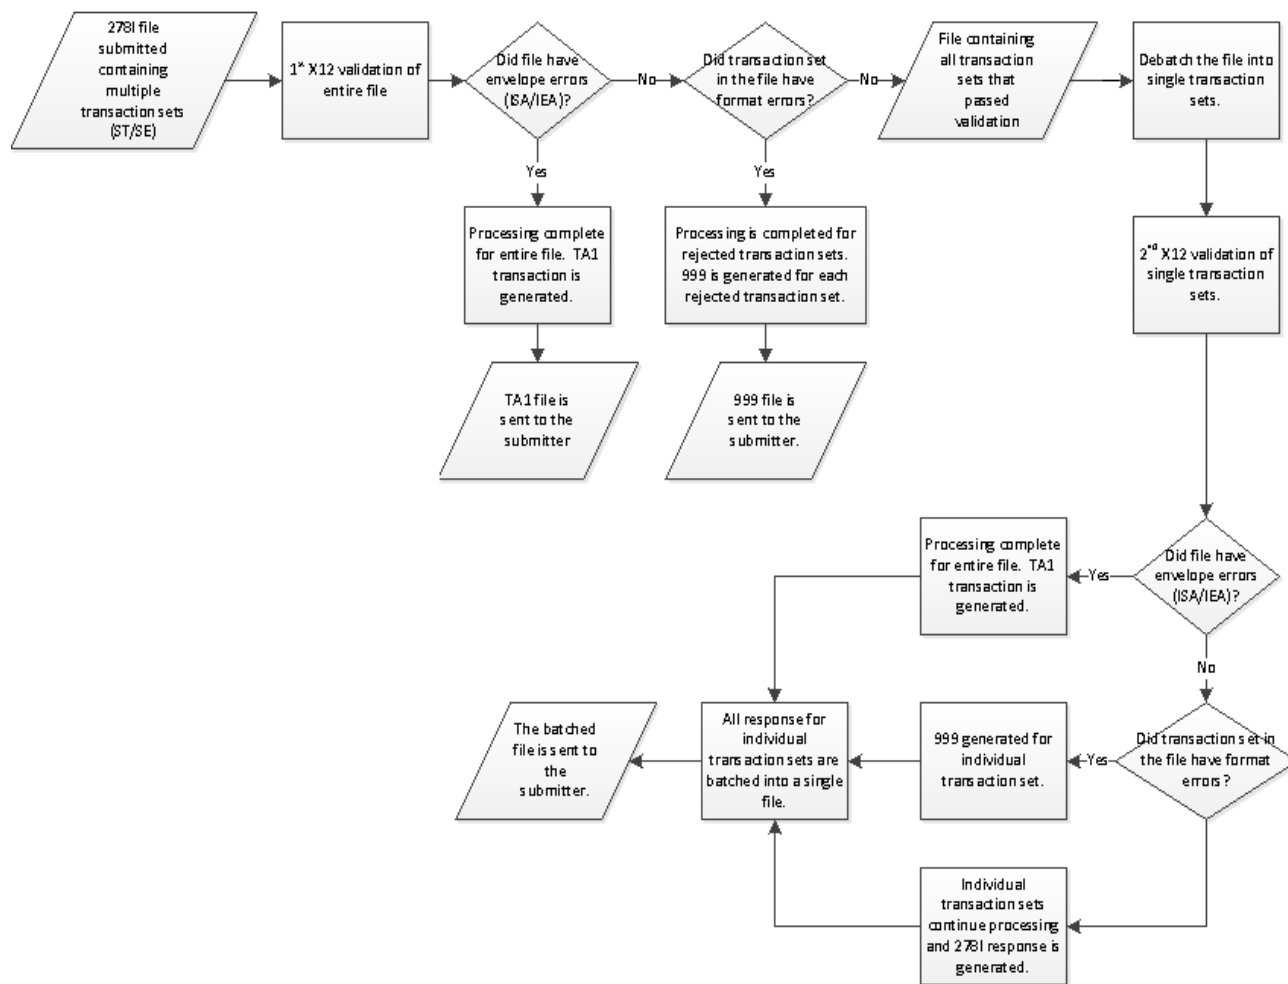 278I file
submitted
containing
multiple
transaction sets
(ST/SE)
1st X12 validation of
entire file
Did file have
envelope errors
(ISA/IEA)?
No
Did transaction set
in the file have
format errors?
No
File containing
all transaction
sets that
passed
validation
Debatch the file into
single transaction
sets.
Yes
Yes
Processing complete
for entire file. TA1
transaction is
generated.
Processing is completed for
rejected transaction sets.
999 is generated for each
rejected transaction set.
2nd X12 validation of
single transaction
sets.
TA1 file is
sent to the
submitter
999 file is
sent to the
submitter.
Processing complete
for entire file. TA1
transaction is
generated.
Yes
Did file have
envelope errors
(ISA/IEA)?
No
The batched
file is sent to
the
submitter.
All response for
individual
transaction sets are
batched into a single
file.
999 generated for
individual
transaction set.
Yes
Did transaction set in
the file have format
errors?
Individual
transaction sets
continue processing
and 278I response is
generated.